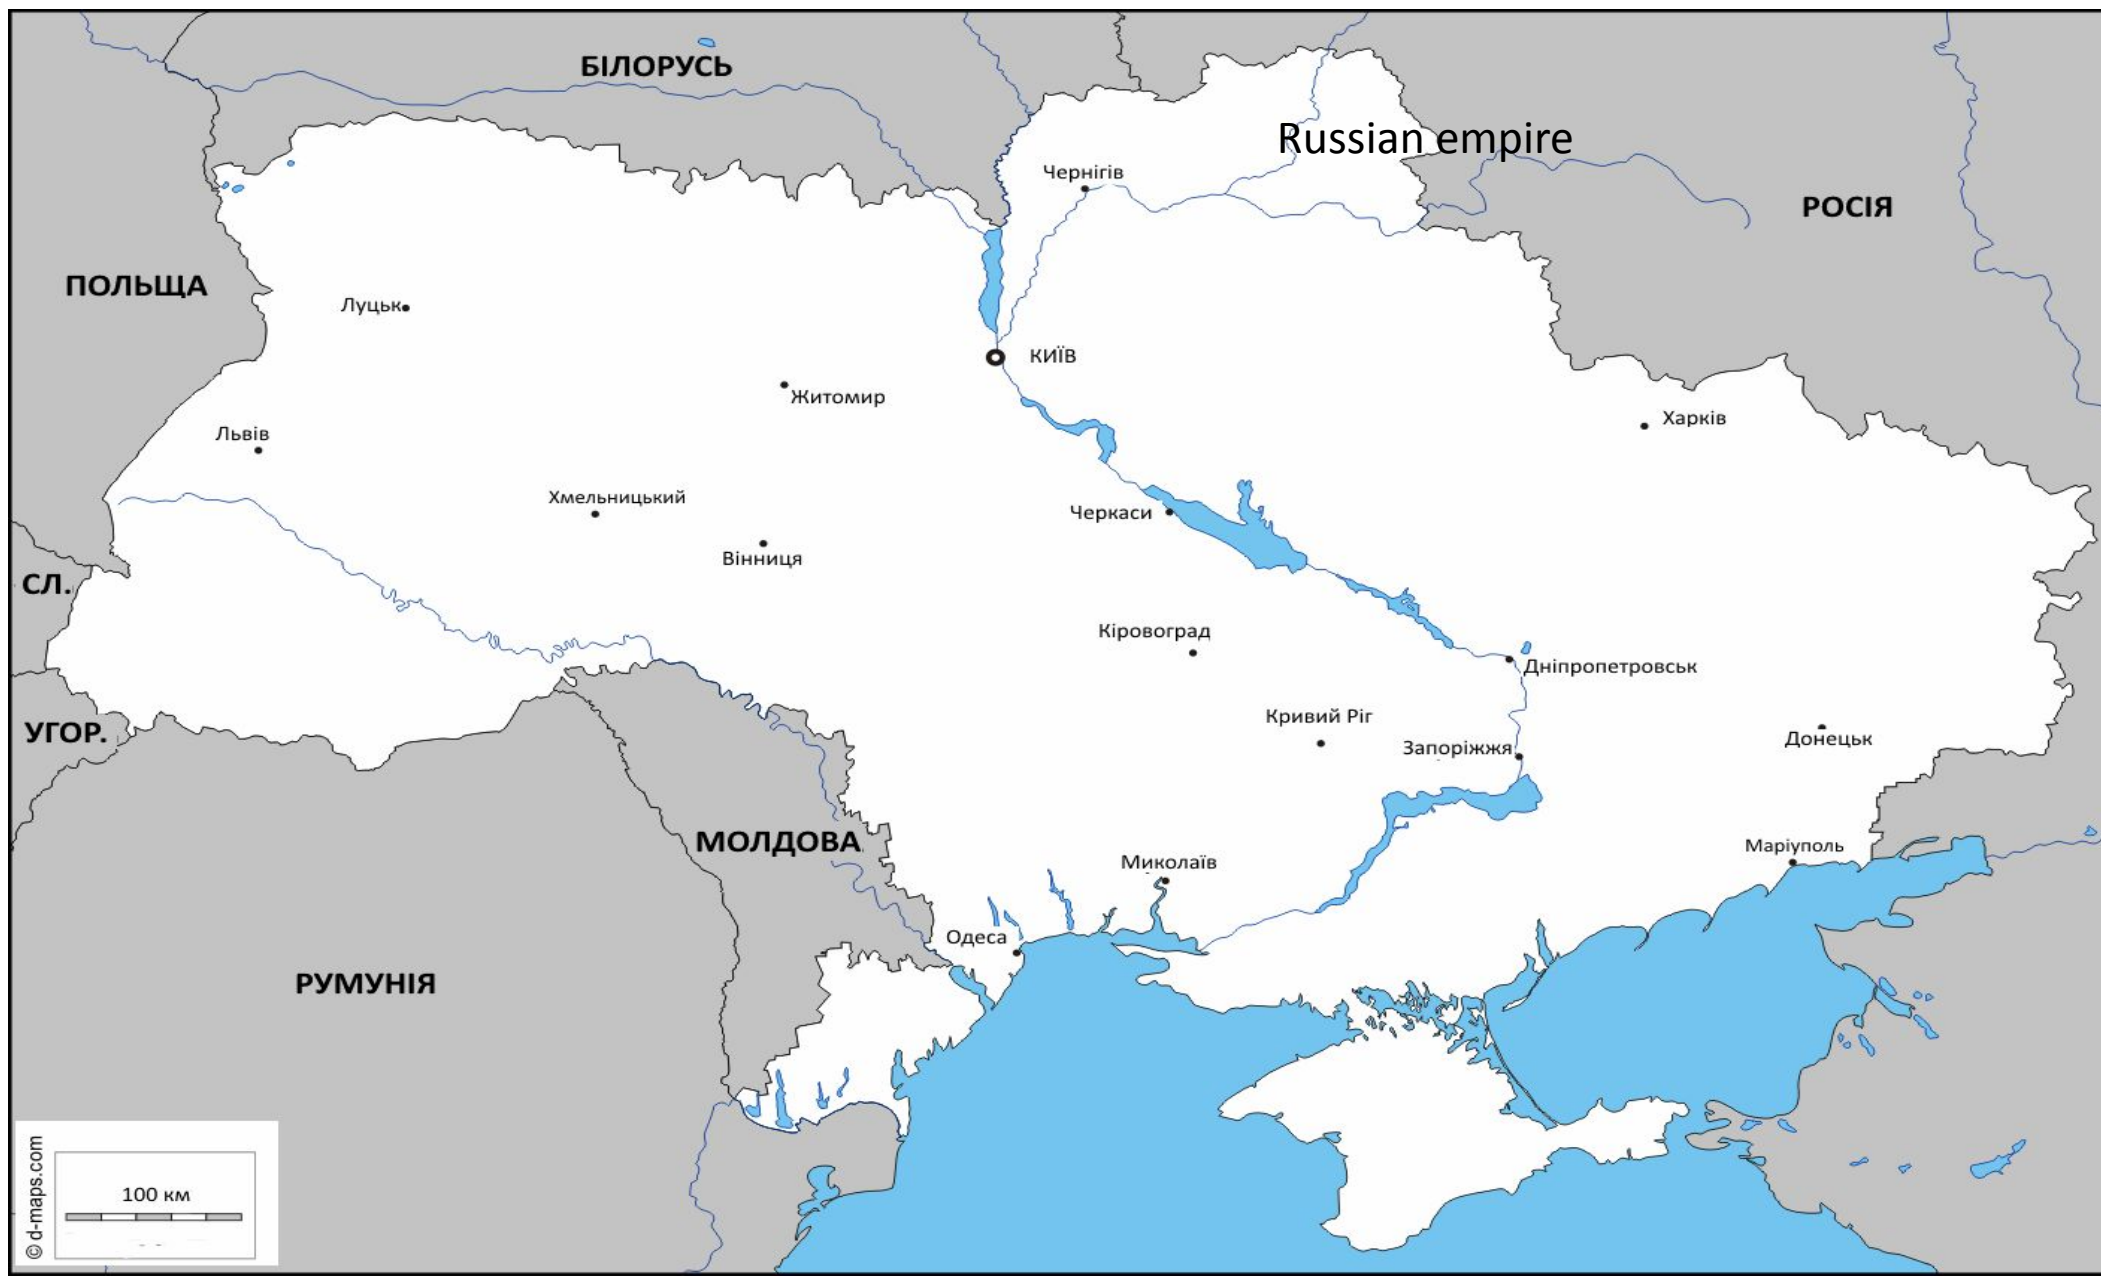 БІЛОРУСЬ
Russian empire
Чернігів
РОСІЯ
ПОЛЬЩА
Луцьк
КИЇВ
Житомир
Харків
Львів
Хмельницький
Черкаси
Вінниця
СЛ.
Кіровоград
Дніпропетровськ
Кривий Ріг
УГОР.
Запоріжжя
Донецьк
МОЛДОВА
Маріуполь
Миколаїв
Одеса
РУМУНІЯ
100 км
© d-maps.com